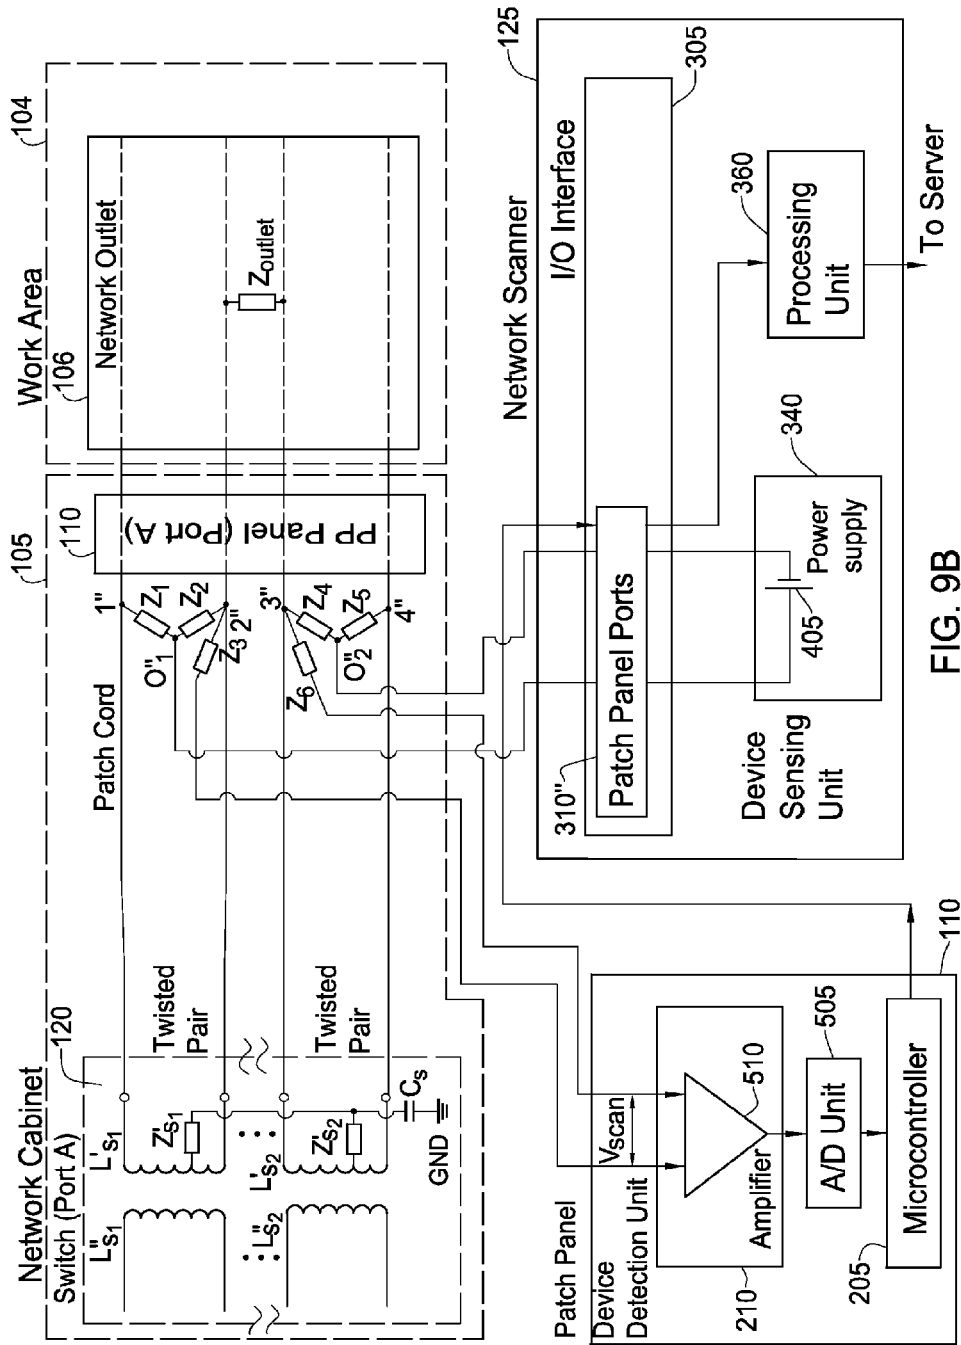 Network Cabinet
Switch (Port A)
120
105
L"S1
L'S1
Z'S1
Twisted
Pair
Patch Cord
1"
Z1
Z2
O"1
2"
Z3
L"S2
L'S2
Z'S2
CS
GND
Twisted
Pair
3"
Z4
Z5
O"2
4"
Z6
110
PP Panel (Port A)
Work Area
104
106
Network Outlet
Zoutlet
Patch Panel
Device
Detection Unit
Vscan
210
Amplifier
510
A/D Unit
505
205
Microcontroller
110
Network Scanner
125
I/O Interface
305
310"
Patch Panel Ports
Device
Sensing
Unit
405
Power
supply
340
360
Processing
Unit
To Server
FIG. 9B